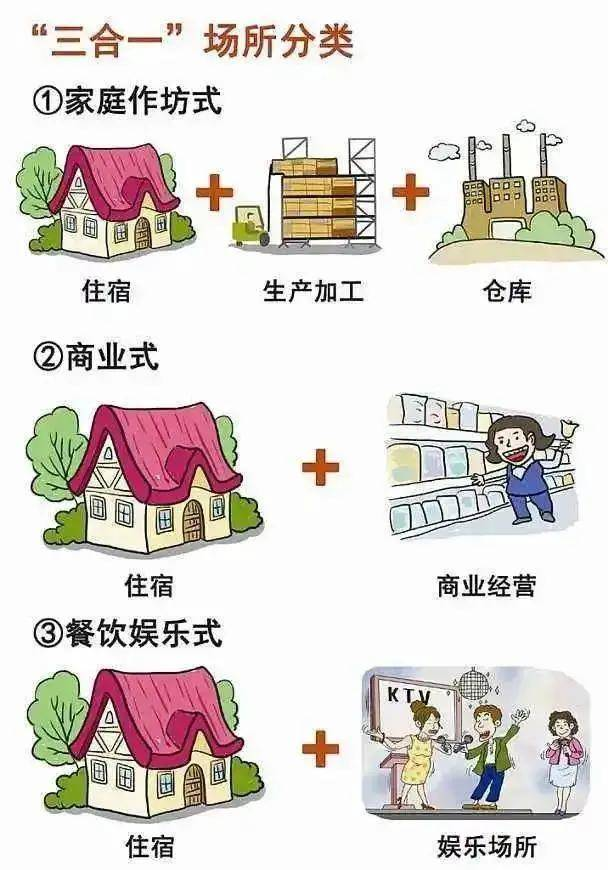 “三合一”场所分类
①家庭作坊式
住宿 生产加工 仓库
②商业式
住宿 商业经营
③餐饮娱乐式
KTV
住宿 娱乐场所